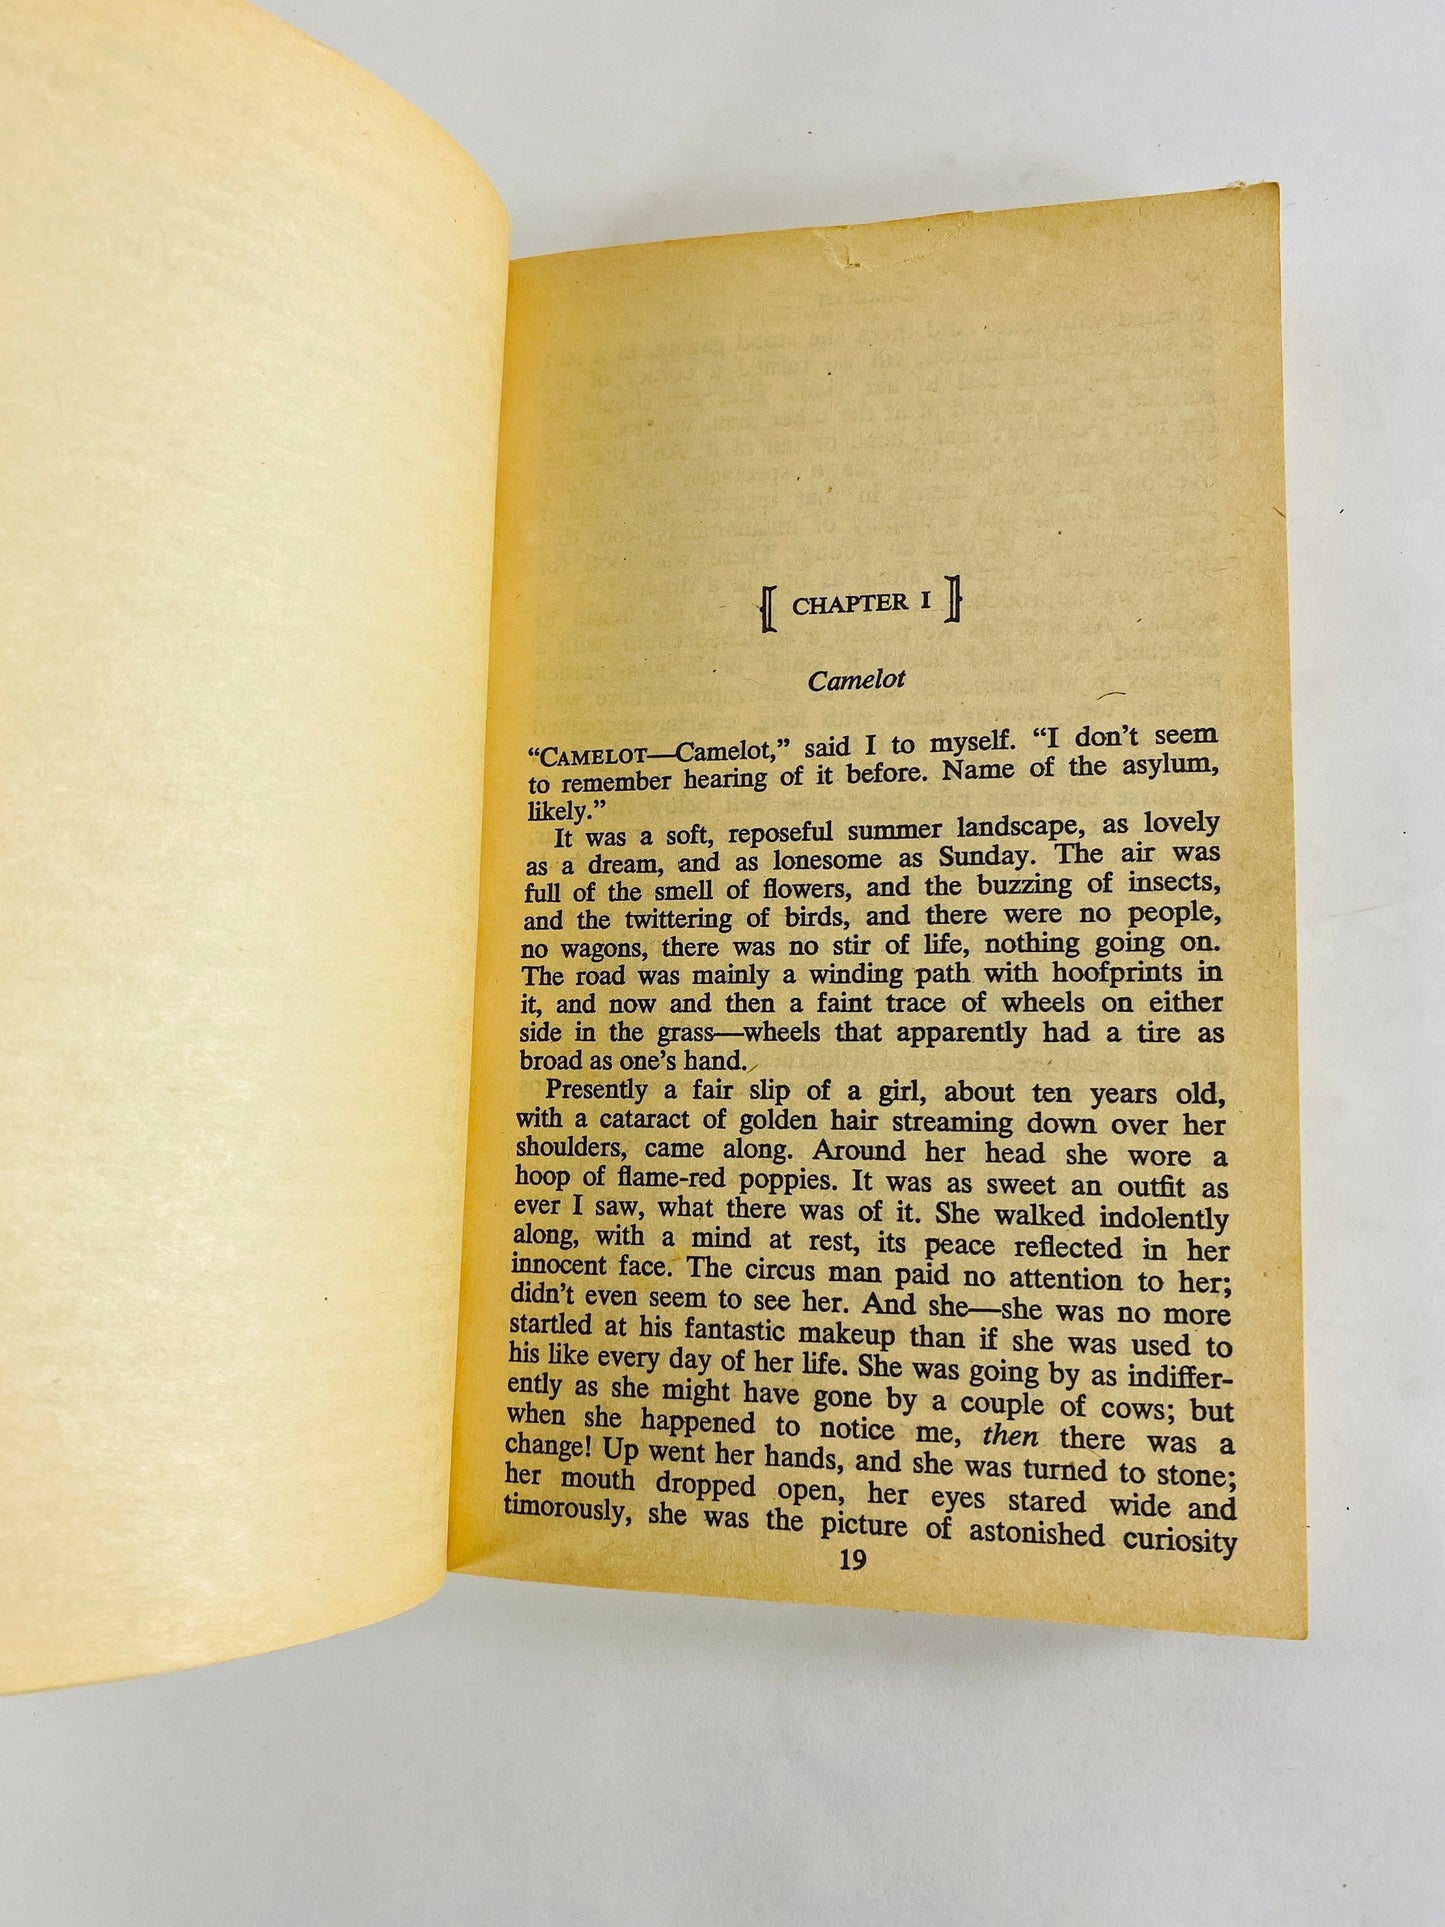 CHAPTER I
Camelot
“CAMELOT—Camelot,” said I to myself. “I don’t seem
to remember hearing of it before. Name of the asylum,
likely.”
It was a soft, reposeful summer landscape, as lovely
as a dream, and as lonesome as Sunday. The air was
full of the smell of flowers, and the buzzing of insects,
and the twittering of birds, and there were no people,
no wagons, there was no stir of life, nothing going on.
The road was mainly a winding path with hoofprints in
it, and now and then a faint trace of wheels on either
side in the grass—wheels that apparently had a tire as
broad as one’s hand.
Presently a fair slip of a girl, about ten years old,
with a cataract of golden hair streaming down over her
shoulders, came along. Around her head she wore a
hoop of flame-red poppies. It was as sweet an outfit as
ever I saw, what there was of it. She walked indolently
along, with a mind at rest, its peace reflected in her
innocent face. The circus man paid no attention to her;
didn’t even seem to see her. And she—she was no more
startled at his fantastic makeup than if she was used to
his like every day of her life. She was going by as indiffer-
ently as she might have gone by a couple of cows; but
when she happened to notice me, then there was a
change! Up went her hands, and she was turned to stone;
her mouth dropped open, her eyes stared wide and
timorously, she was the picture of astonished curiosity
19